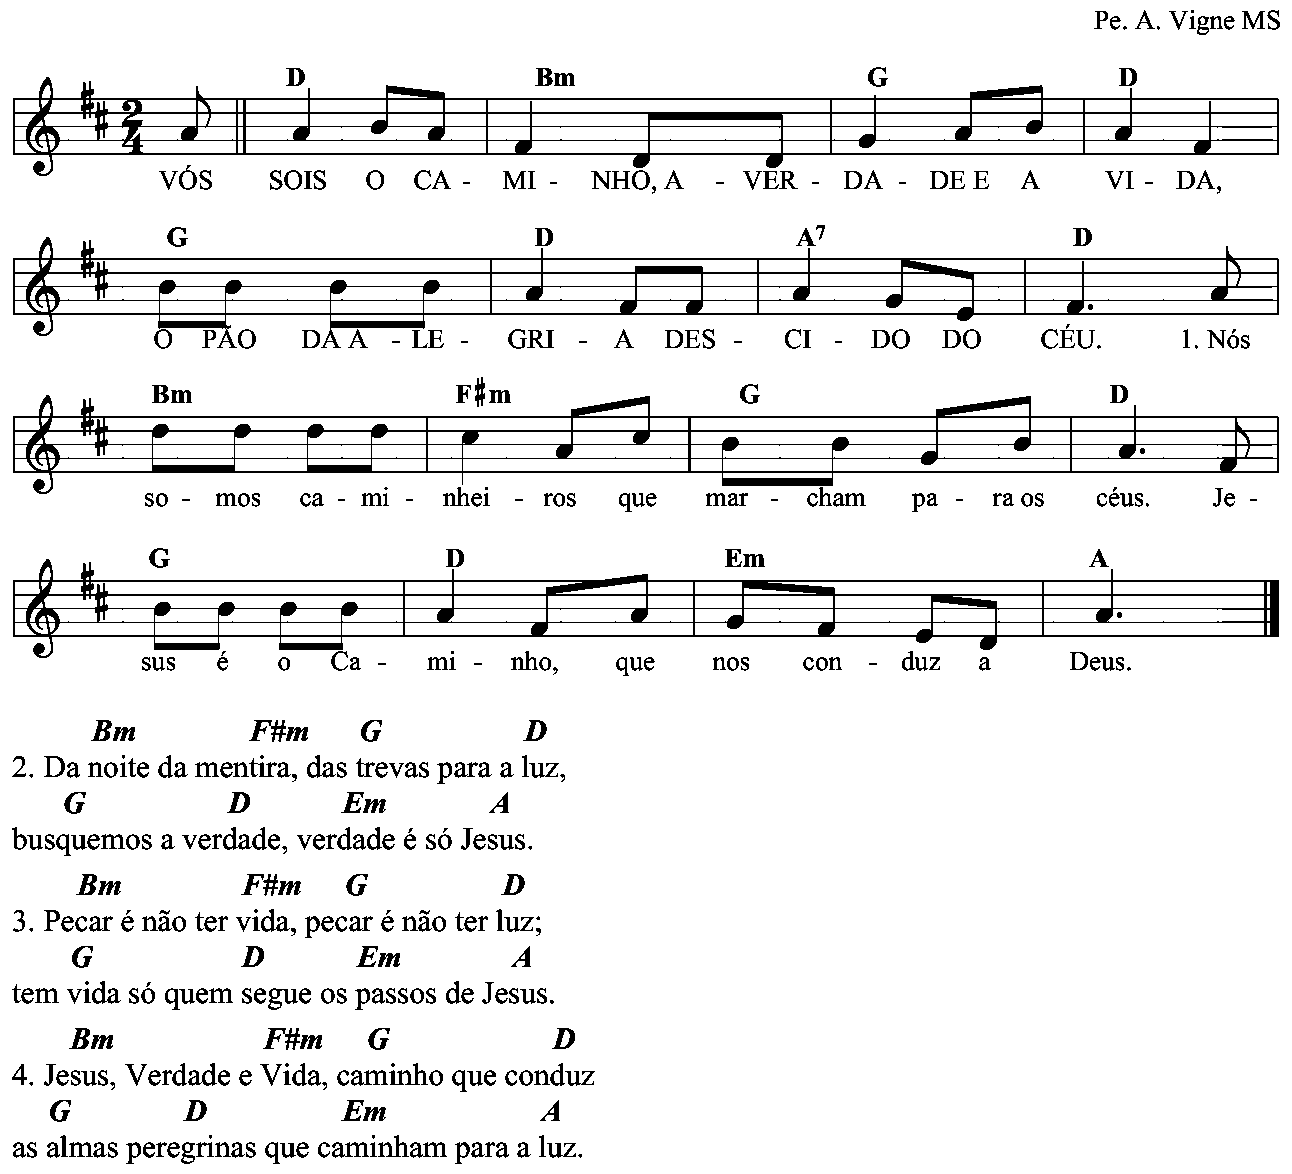 Pe. A. Vigne MS
D Bm G D
2/4
VÓS SOIS O CA - MI - NHO, A - VER - DA - DE E A VI - DA,
G D A7 D
O PÃO DA A - LE - GRI - A DES - CI - DO DO CÉU. 1. Nós
Bm F#m G D
so - mos ca - mi - nhei - ros que mar - cham pa - ra os céus. Je -
G D Em A
sus é o Ca - mi - nho, que nos con - duz a Deus.
Bm F#m G D
2. Da noite da mentira, das trevas para a luz,
G D Em A
busquemos a verdade, verdade é só Jesus.
Bm F#m G D
3. Pecar é não ter vida, pecar é não ter luz;
G D Em A
tem vida só quem segue os passos de Jesus.
Bm F#m G D
4. Jesus, Verdade e Vida, caminho que conduz
G D Em A
as almas peregrinas que caminham para a luz.